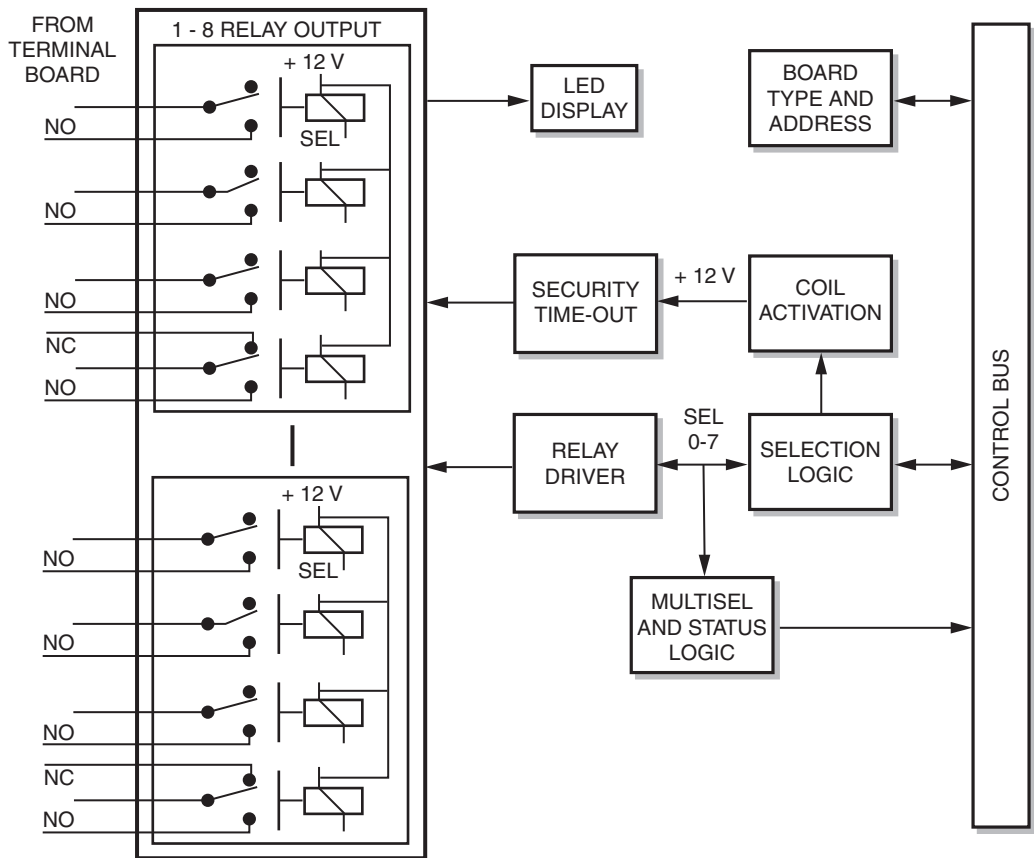 FROM
TERMINAL
BOARD
1 - 8 RELAY OUTPUT
+ 12 V
SEL
NO
NO
NO
NC
NO
+ 12 V
SEL
NO
NO
NO
NC
NO
LED
DISPLAY
BOARD
TYPE AND
ADDRESS
SECURITY
TIME-OUT
+ 12 V
COIL
ACTIVATION
RELAY
DRIVER
SEL
0-7
SELECTION
LOGIC
MULTISEL
AND STATUS
LOGIC
CONTROL BUS